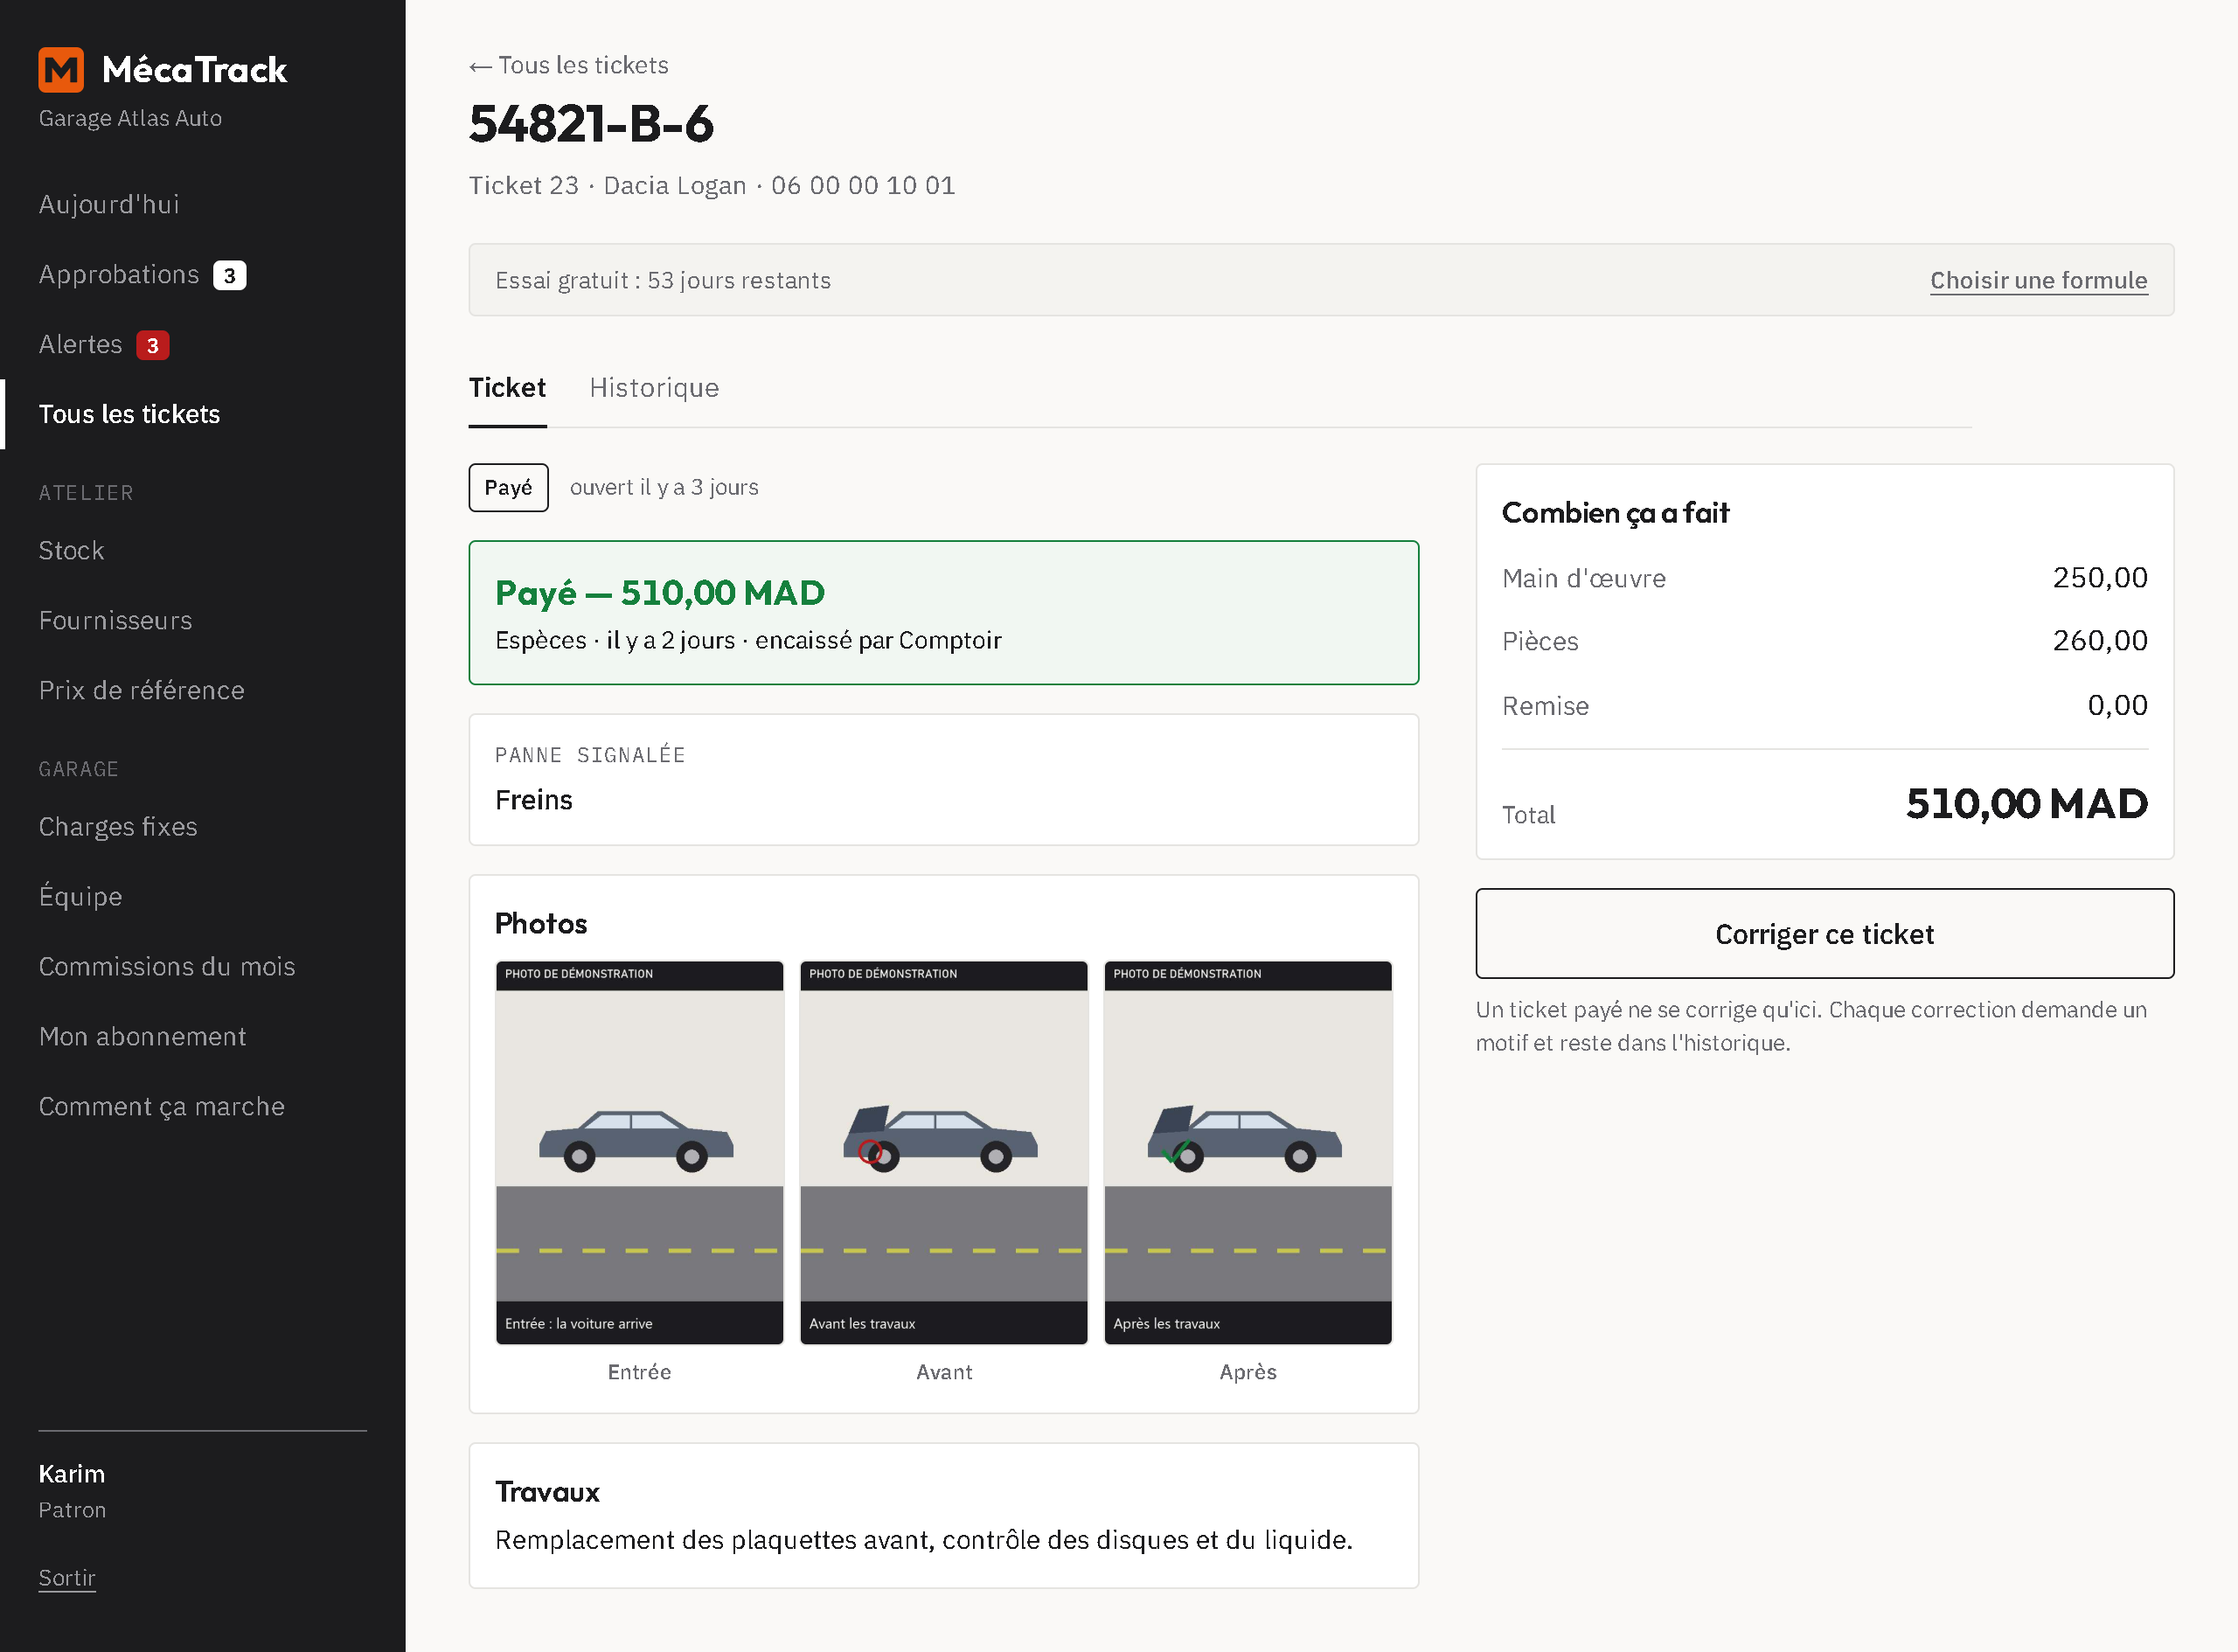 M MécaTrack
Garage Atlas Auto
Aujourd'hui
Approbations 3
Alertes 3
Tous les tickets
ATELIER
Stock
Fournisseurs
Prix de référence
GARAGE
Charges fixes
Équipe
Commissions du mois
Mon abonnement
Comment ça marche
Karim
Patron
Sortir
← Tous les tickets
54821-B-6
Ticket 23 · Dacia Logan · 06 00 00 10 01
Essai gratuit : 53 jours restants
Choisir une formule
Ticket Historique
Payé ouvert il y a 3 jours
Payé — 510,00 MAD
Espèces · il y a 2 jours · encaissé par Comptoir
PANNE SIGNALÉE
Freins
Photos
PHOTO DE DÉMONSTRATION
Entrée : la voiture arrive
Entrée
PHOTO DE DÉMONSTRATION
Avant les travaux
Avant
PHOTO DE DÉMONSTRATION
Après les travaux
Après
Travaux
Remplacement des plaquettes avant, contrôle des disques et du liquide.
Combien ça a fait
Main d'œuvre 250,00
Pièces 260,00
Remise 0,00
Total 510,00 MAD
Corriger ce ticket
Un ticket payé ne se corrige qu'ici. Chaque correction demande un
motif et reste dans l'historique.